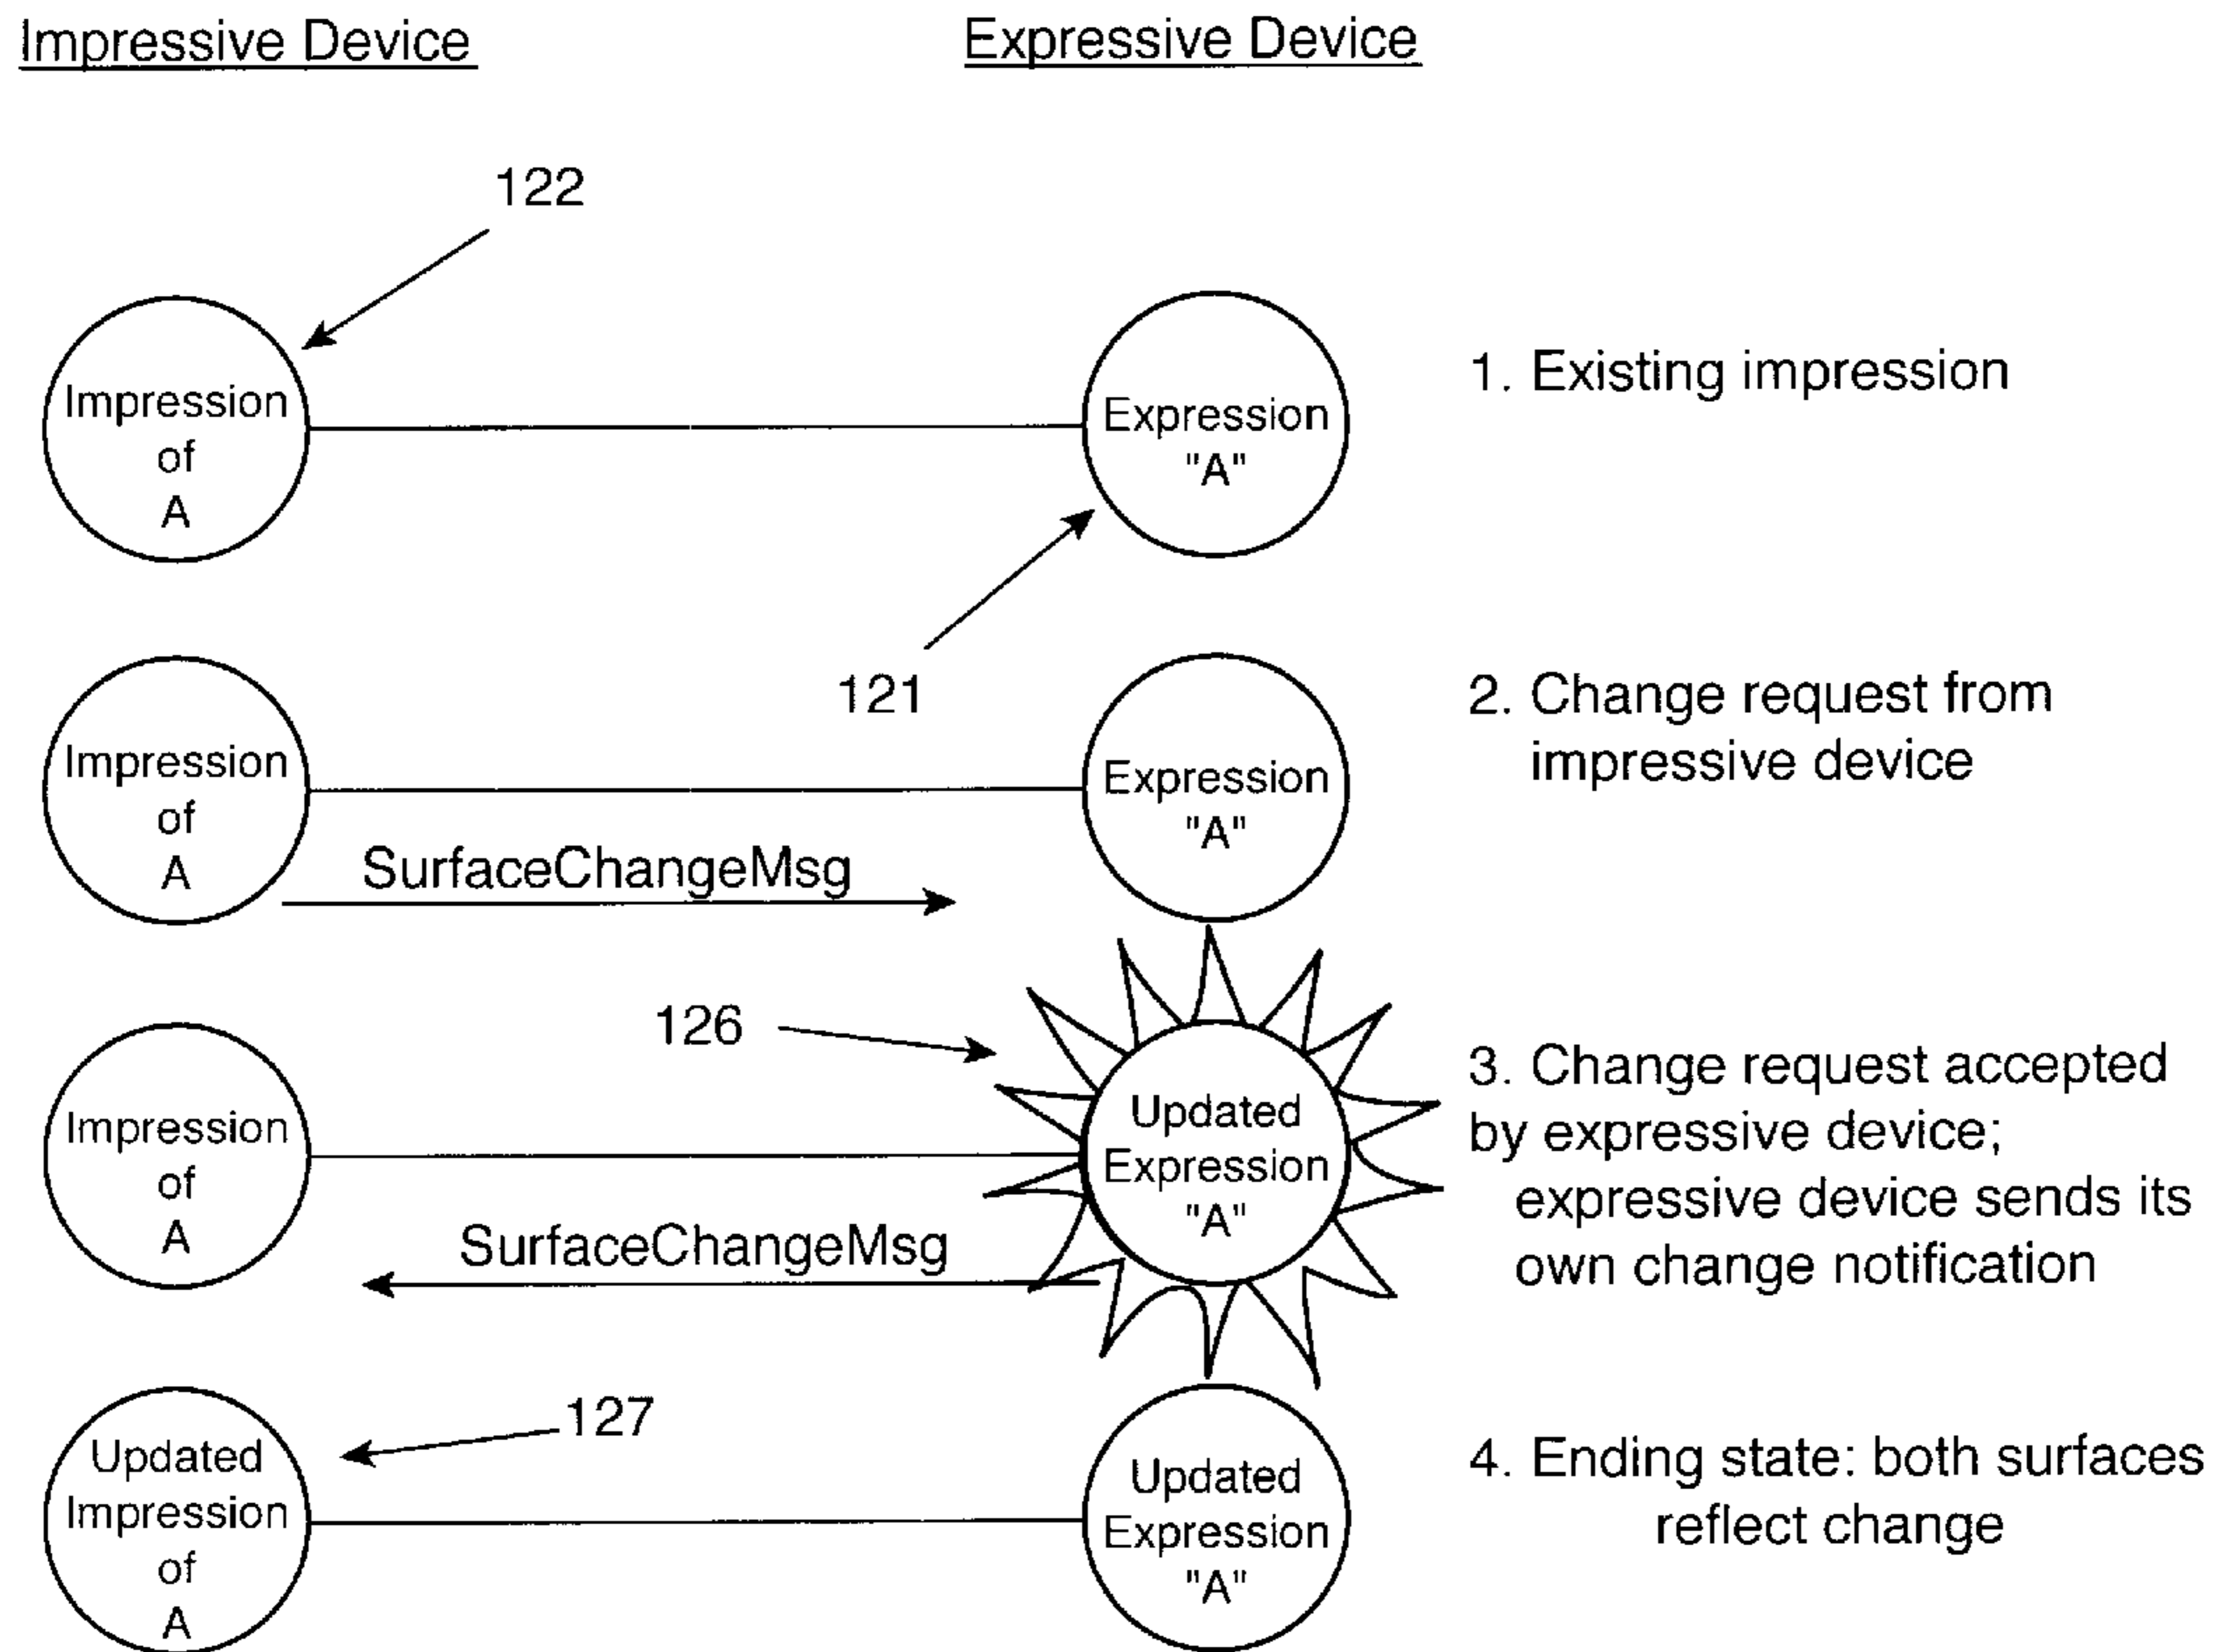 Impressive Device
Expressive Device
122
Impression
of
A
Expression
"A"
1. Existing impression
121
Impression
of
A
Expression
"A"
2. Change request from
impressive device
SurfaceChangeMsg
126
Impression
of
A
Updated
Expression
"A"
3. Change request accepted
by expressive device;
expressive device sends its
own change notification
SurfaceChangeMsg
127
Updated
Impression
of
A
Updated
Expression
"A"
4. Ending state: both surfaces
reflect change